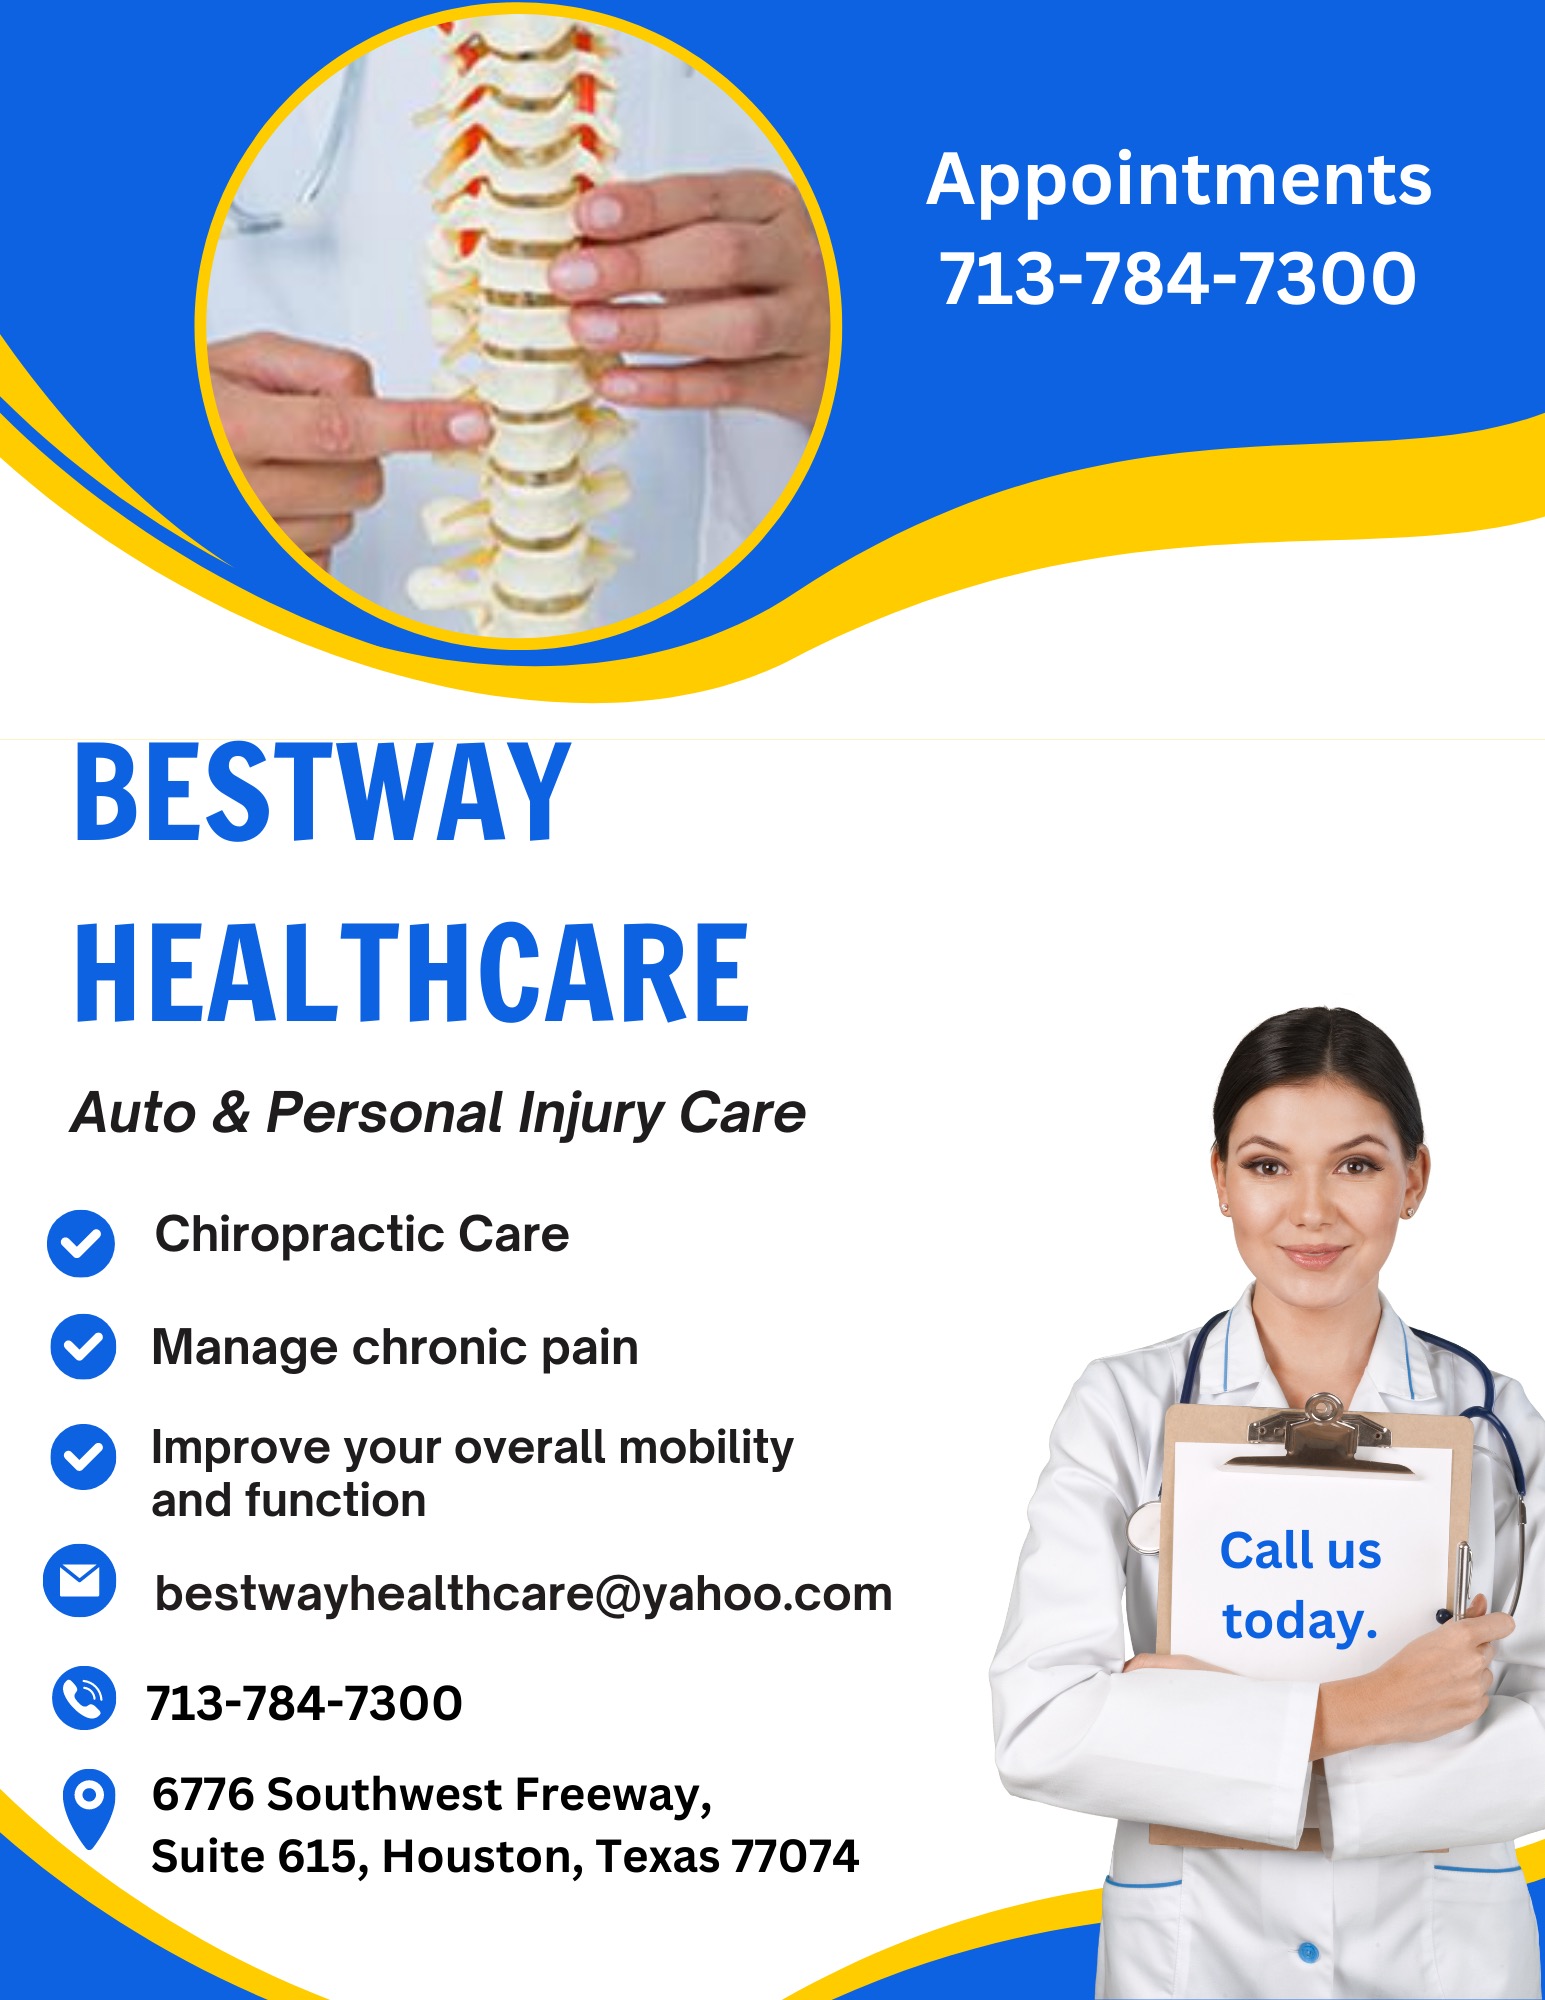 Appointments
713-784-7300
BESTWAY
HEALTHCARE
Auto & Personal Injury Care
Chiropractic Care
Manage chronic pain
Improve your overall mobility
and function
bestwayhealthcare@yahoo.com
713-784-7300
6776 Southwest Freeway,
Suite 615, Houston, Texas 77074
Call us
today.